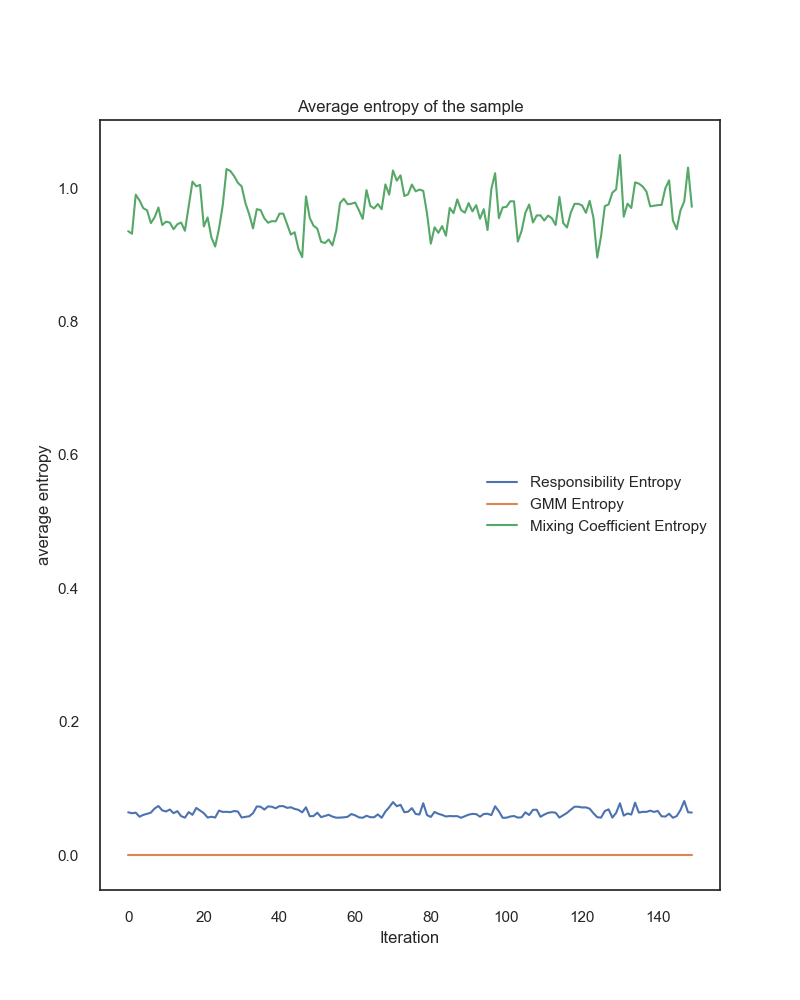 Average entropy of the sample
1.0
0.8
0.6
0.4
0.2
0.0
average entropy
Responsibility Entropy
GMM Entropy
Mixing Coefficient Entropy
0 20 40 60 80 100 120 140
Iteration